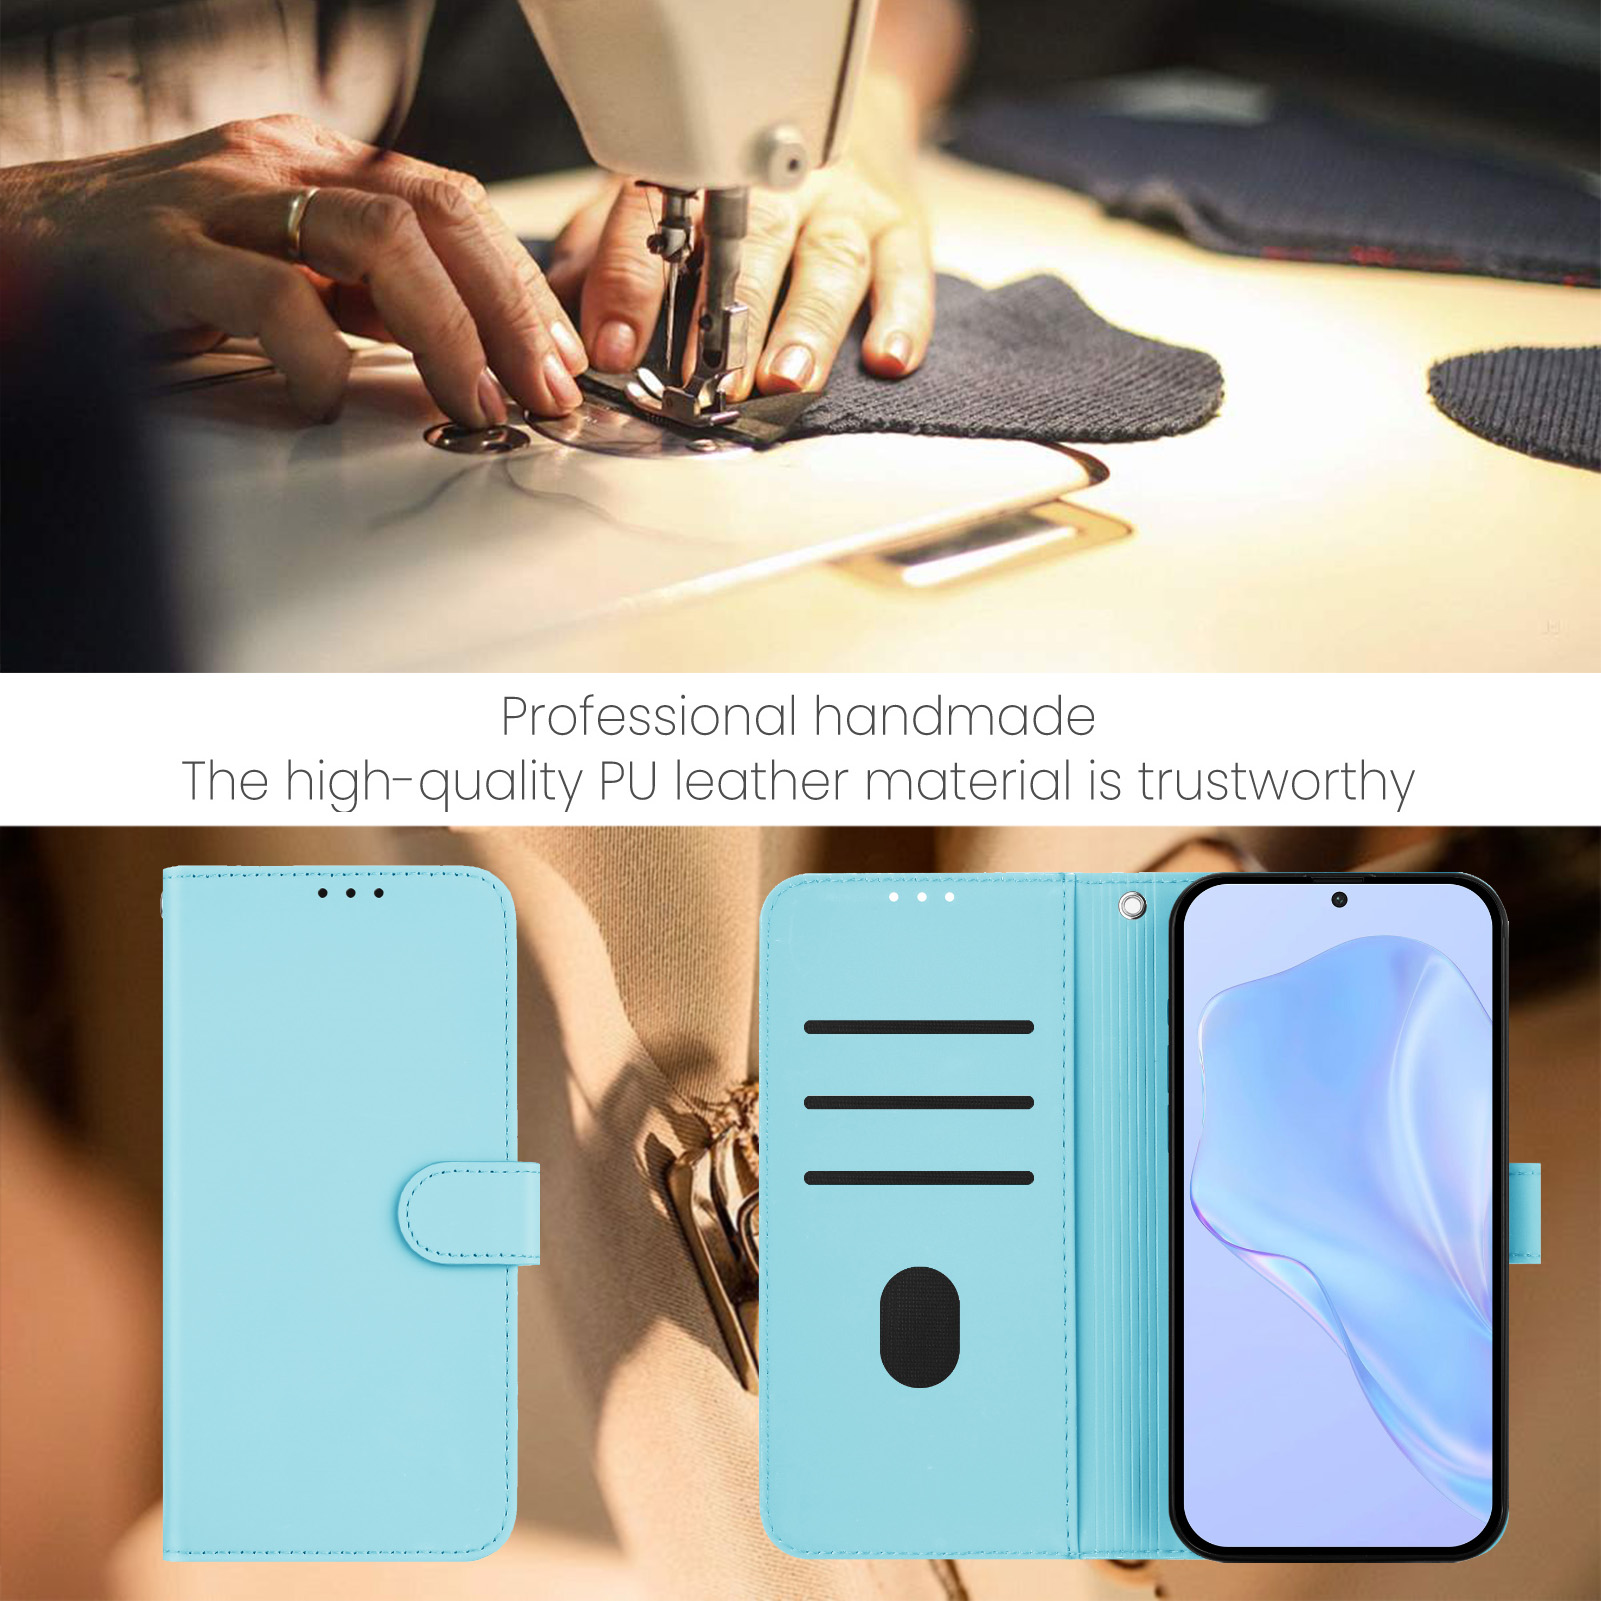 Professional handmade
The high-quality PU leather material is trustworthy